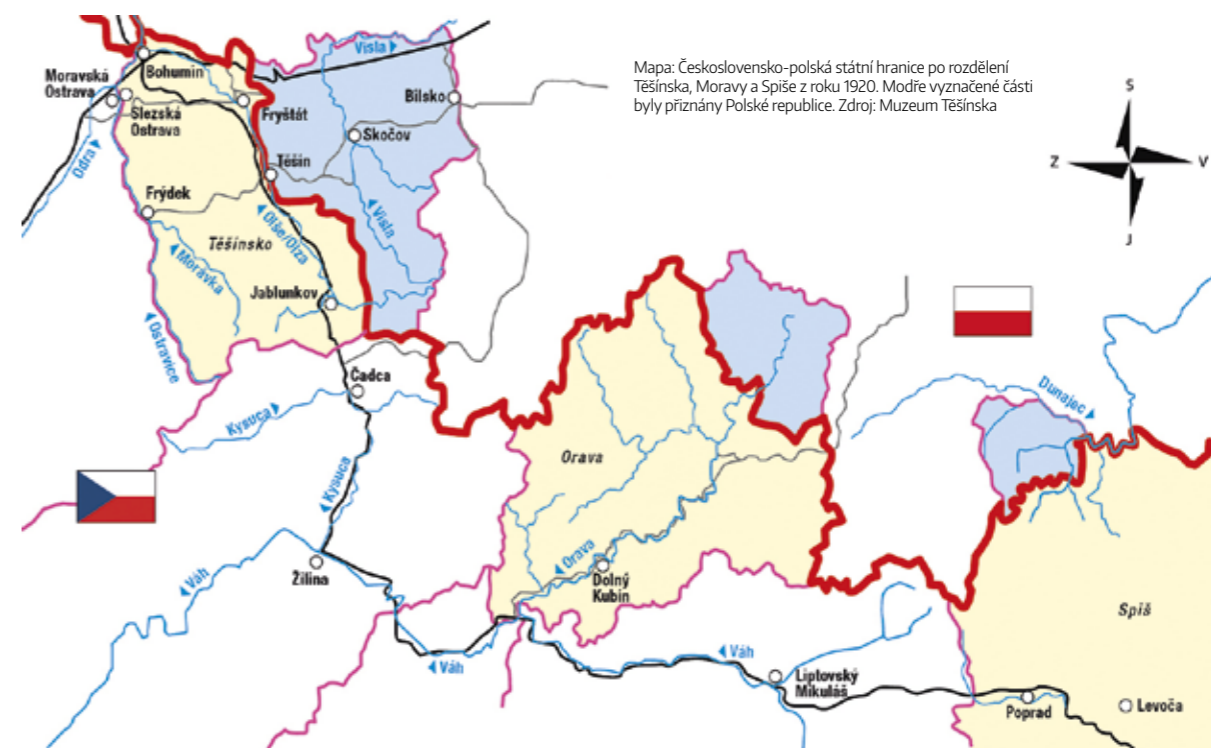 Mapa: Československo-polská státní hranice po rozdělení
Těšínska, Moravy a Spiše z roku 1920. Modře vyznačené části
byly přiznány Polské republice. Zdroj: Muzeum Těšínska
S
Z
V
J
Visla
Bohumín
Moravská
Ostrava
Slezská
Ostrava
Fryštát
Bilsko
Skočov
Odra
Těšín
Frýdek
Visla
Olše/Olza
Těšínsko
Morávka
Jablunkov
Ostravice
Čadca
Kysuca
Dunajec
Kysuca
Orava
Orava
Dolný
Kubín
Žilina
Váh
Spiš
Váh
Váh
Liptovský
Mikuláš
Poprad
Levoča